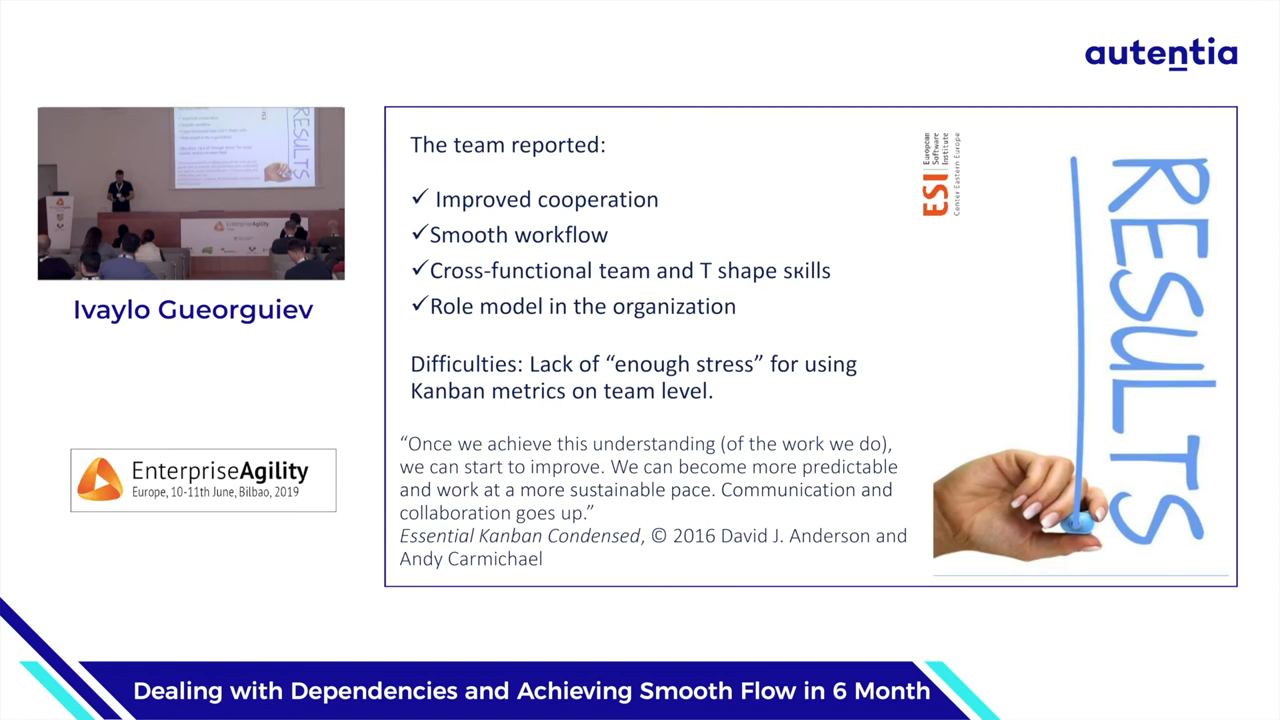 autentia
The team reported:
✓ Improved cooperation
✓Smooth workflow
✓Cross-functional team and T shape sкills
✓Role model in the organization
Difficulties: Lack of “enough stress” for using
Kanban metrics on team level.
“Once we achieve this understanding (of the work we do),
we can start to improve. We can become more predictable
and work at a more sustainable pace. Communication and
collaboration goes up.”
Essential Kanban Condensed, © 2016 David J. Anderson and
Andy Carmichael
ESI
European
Software
Institute
Center Eastern Europe
RESULTS
RESULTS
ESI
EnterpriseAgility
Ivaylo Gueorguiev
EnterpriseAgility
Europe, 10-11th June, Bilbao, 2019
Dealing with Dependencies and Achieving Smooth Flow in 6 Month